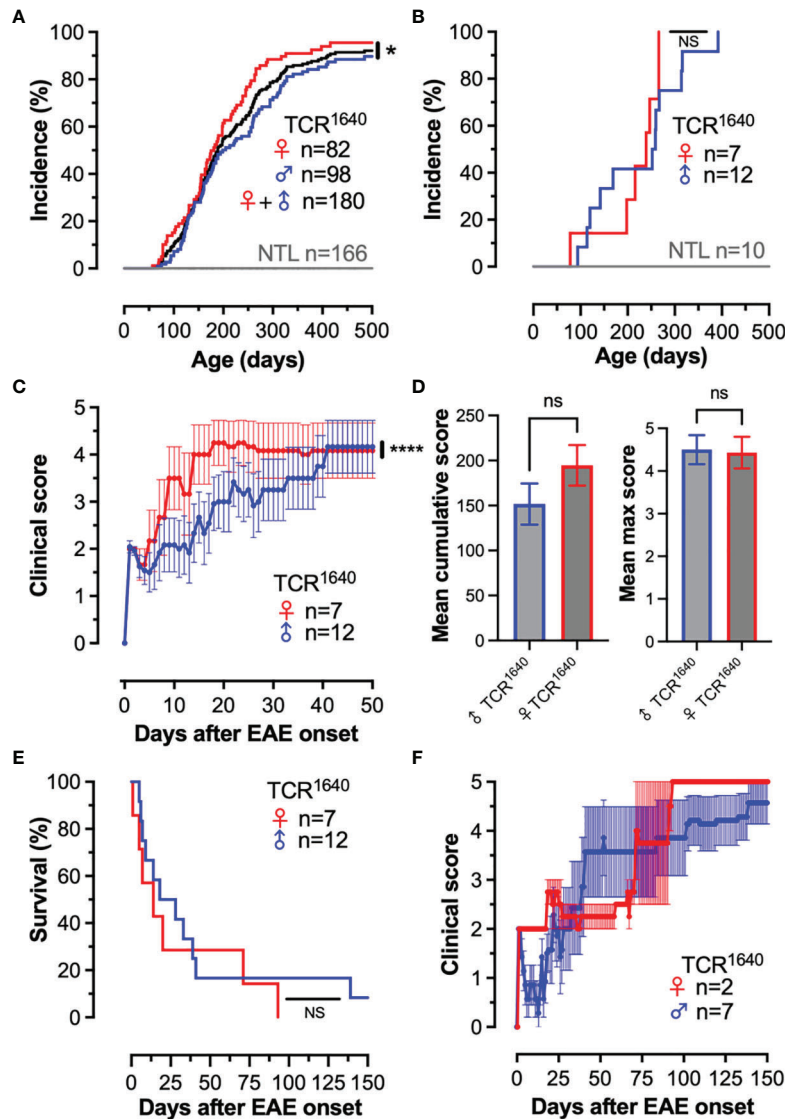 A
Incidence (%)
100
80
60
40
20
0
*
TCR1640
♀ n=82
♂ n=98
♀ + ♂ n=180
NTL n=166
0 100 200 300 400 500
Age (days)
B
Incidence (%)
100
80
60
40
20
0
NS
TCR1640
♀ n=7
♂ n=12
NTL n=10
0 100 200 300 400 500
Age (days)
C
Clinical score
5
4
3
2
1
0
****
TCR1640
♀ n=7
♂ n=12
0 10 20 30 40 50
Days after EAE onset
D
Mean cumulative score
250
200
150
100
50
0
ns
♂ TCR1640
♀ TCR1640
Mean max score
5
4
3
2
1
0
ns
♂ TCR1640
♀ TCR1640
E
Survival (%)
100
80
60
40
20
0
TCR1640
♀ n=7
♂ n=12
NS
0 25 50 75 100 125 150
Days after EAE onset
F
Clinical score
5
4
3
2
1
0
TCR1640
♀ n=2
♂ n=7
0 25 50 75 100 125 150
Days after EAE onset